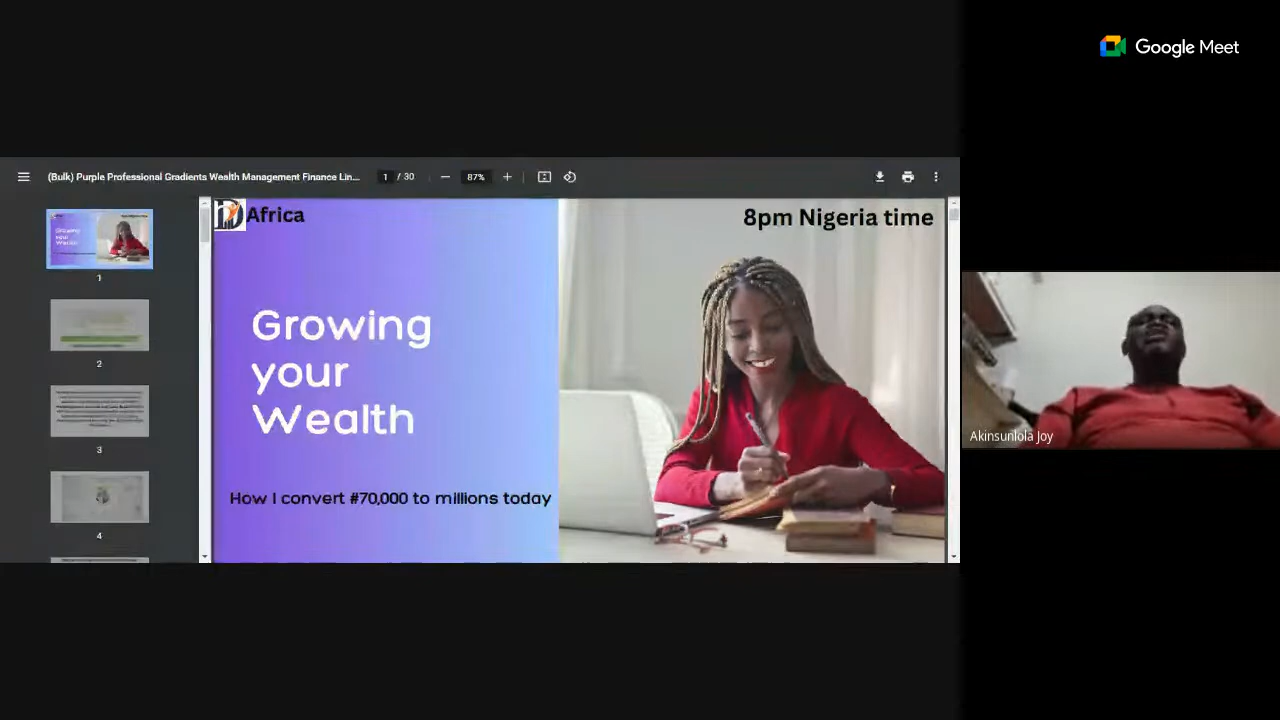 Google Meet
(Bulk) Purple Professional Gradients Wealth Management Finance Lin...
1 / 30
87%
Africa
8pm Nigeria time
Growing
your
Wealth
How I convert #70,000 to millions today
1
2
3
4
Akinsunlola Joy